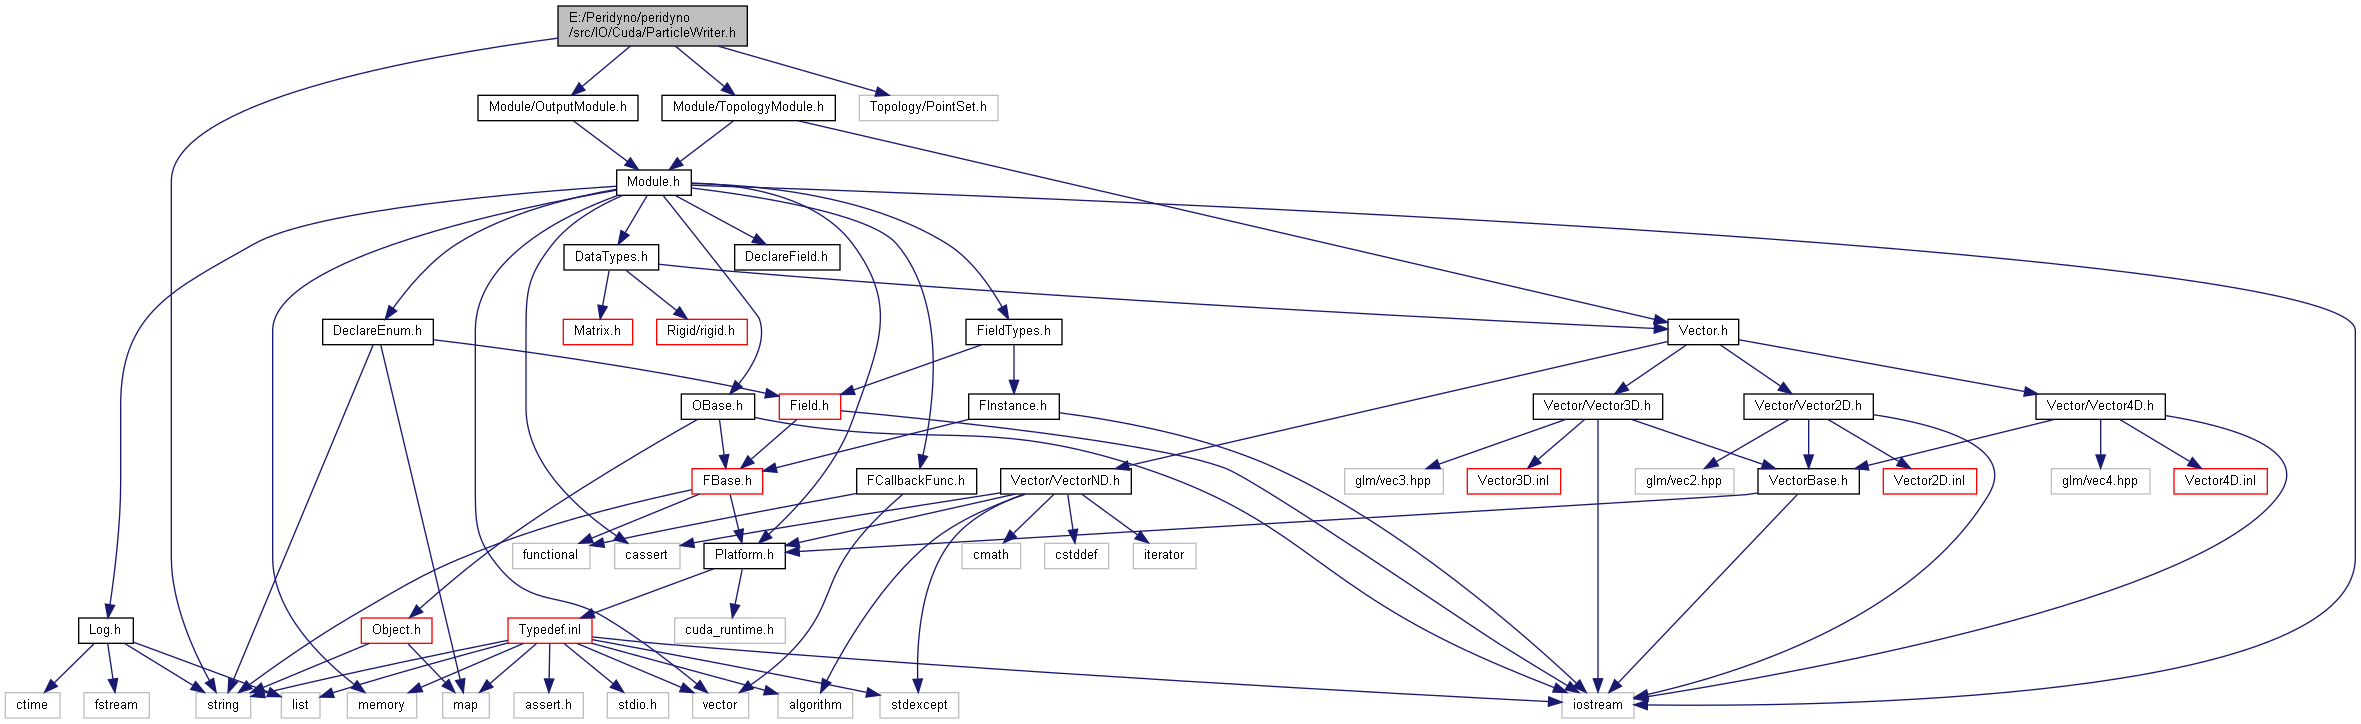 E:/Peridyno/peridyno
/src/IO/Cuda/ParticleWriter.h
Module/OutputModule.h
Module/TopologyModule.h
Topology/PointSet.h
Module.h
DataTypes.h
DeclareField.h
DeclareEnum.h
Matrix.h
Rigid/rigid.h
FieldTypes.h
Vector.h
OBase.h
Field.h
FInstance.h
Vector/Vector3D.h
Vector/Vector2D.h
Vector/Vector4D.h
FBase.h
FCallbackFunc.h
Vector/VectorND.h
glm/vec3.hpp
Vector3D.inl
glm/vec2.hpp
VectorBase.h
Vector2D.inl
glm/vec4.hpp
Vector4D.inl
functional
cassert
Platform.h
cmath
cstddef
iterator
Log.h
Object.h
Typedef.inl
cuda_runtime.h
ctime
fstream
string
list
memory
map
assert.h
stdio.h
vector
algorithm
stdexcept
iostream